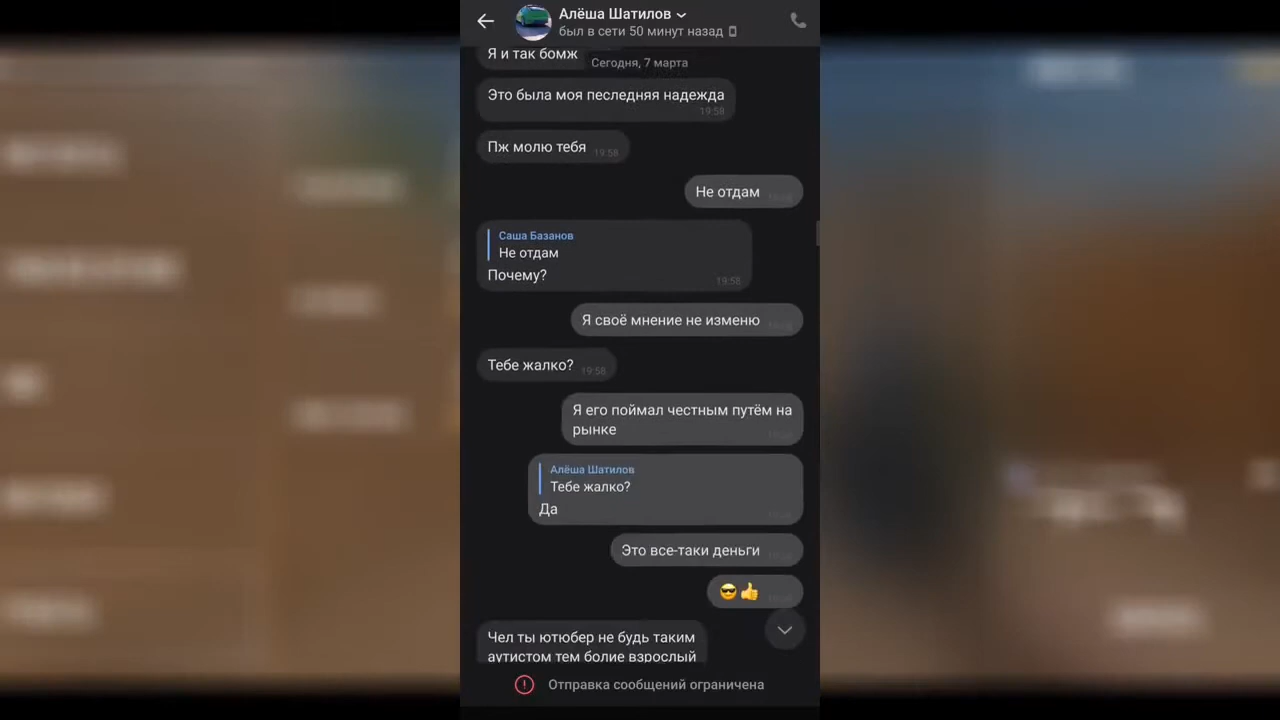 Алёша Шатилов
был в сети 50 минут назад
Я и так бомж
Сегодня, 7 марта
Это была моя песледняя надежда
19:58
Пж молю тебя
19:58
Не отдам
Саша Базанов
Не отдам
Почему?
19:58
Я своё мнение не изменю
Тебе жалко?
19:58
Я его поймал честным путём на
рынке
Алёша Шатилов
Тебе жалко?
Да
Это все-таки деньги
😎👍
Чел ты ютюбер не будь таким
аутистом тем болие взрослый
Отправка сообщений ограничена